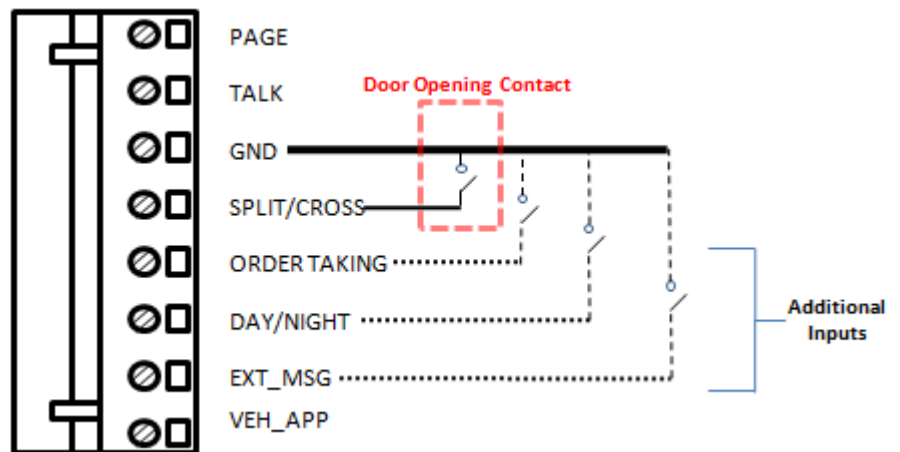 PAGE
TALK
Door Opening Contact
GND
SPLIT/CROSS
ORDER TAKING
DAY/NIGHT
Additional
Inputs
EXT_MSG
VEH_APP